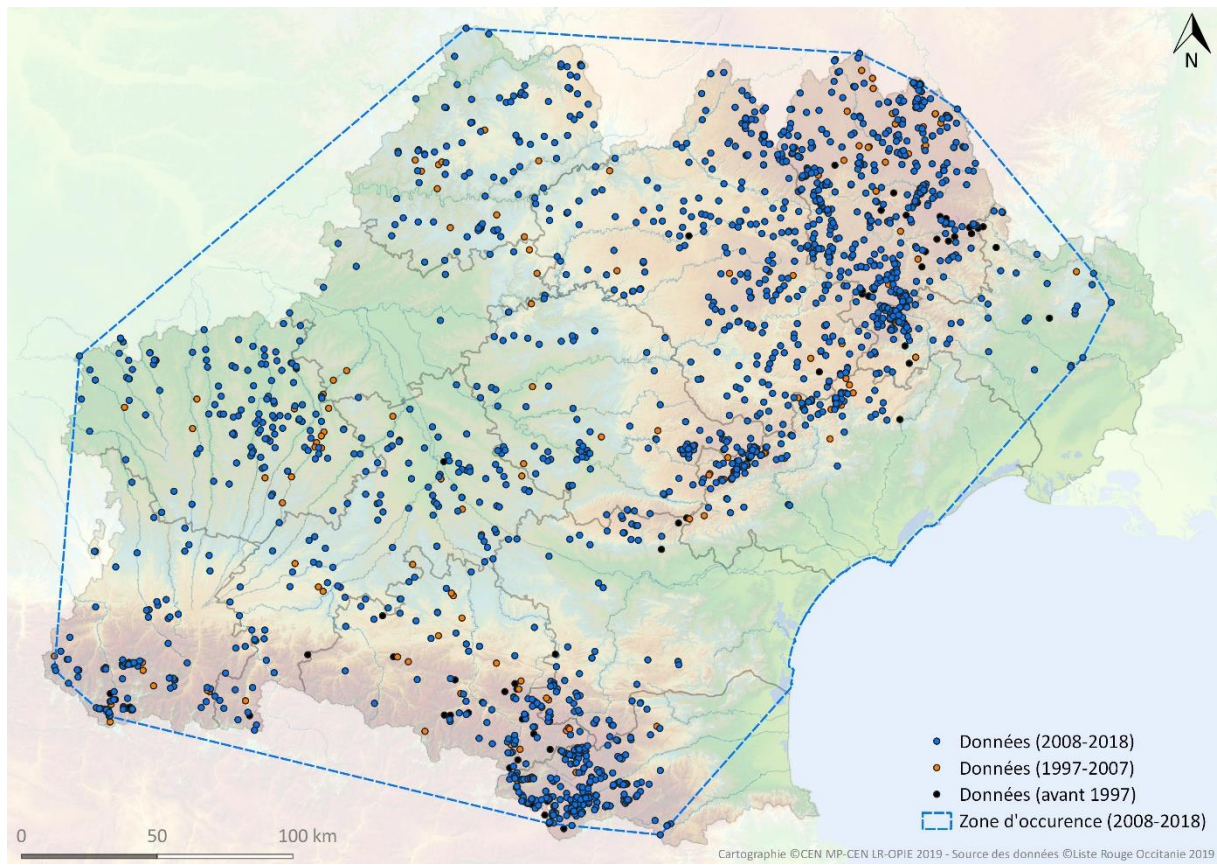 N
Données (2008-2018)
Données (1997-2007)
Données (avant 1997)
Zone d'occurence (2008-2018)
0 50 100 km
Cartographie ©CEN MP-CEN LR-OPIE 2019 - Source des données ©Liste Rouge Occitanie 2019